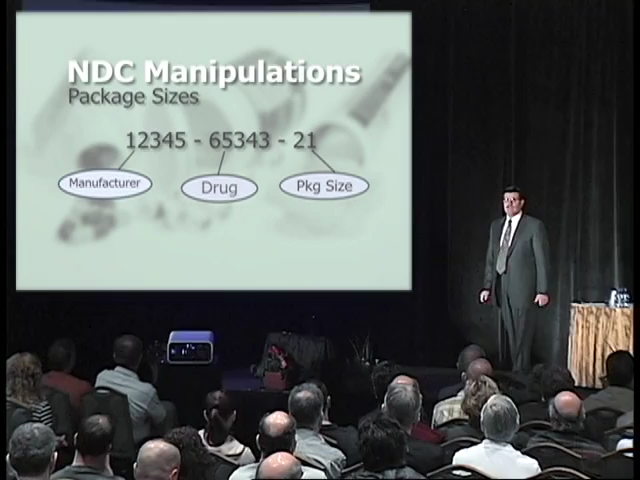 NDC Manipulations
Package Sizes
12345 - 65343 - 21
Manufacturer
Drug
Pkg Size